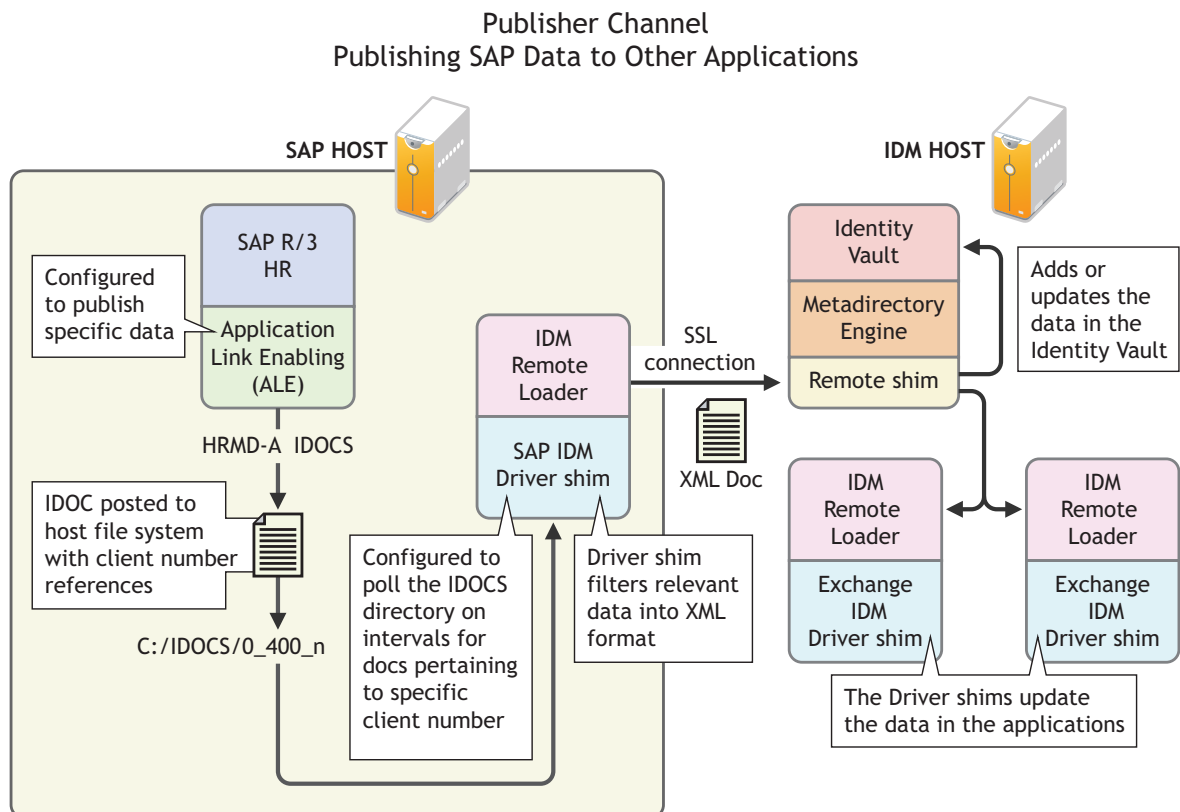 Publisher Channel
Publishing SAP Data to Other Applications
SAP HOST
IDM HOST
SAP R/3
HR
Configured
to publish
specific data
Application
Link Enabling
(ALE)
HRMD-A IDOCS
IDOC posted to
host file system
with client number
references
C:/IDOCS/0_400_n
IDM
Remote
Loader
SAP IDM
Driver shim
Configured to
poll the IDOCS
directory on
intervals for
docs pertaining
to specific
client number
Driver shim
filters relevant
data into XML
format
SSL
connection
XML Doc
Identity
Vault
Metadirectory
Engine
Remote shim
Adds or
updates the
data in the
Identity Vault
IDM
Remote
Loader
Exchange
IDM
Driver shim
IDM
Remote
Loader
Exchange
IDM
Driver shim
The Driver shims update
the data in the applications